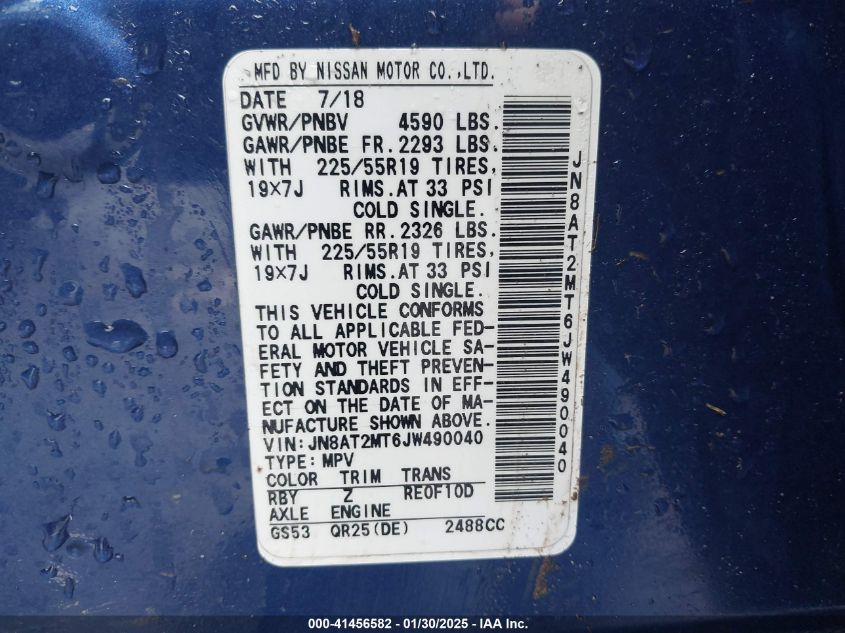 MFD BY NISSAN MOTOR CO.,LTD.
DATE 7/18
GVWR/PNBV 4590 LBS.
GAWR/PNBE FR.2293 LBS.
WITH 225/55R19 TIRES,
19X7J RIMS.AT 33 PSI
COLD SINGLE.
GAWR/PNBE RR.2326 LBS.
WITH 225/55R19 TIRES,
19X7J RIMS.AT 33 PSI
COLD SINGLE.
THIS VEHICLE CONFORMS
TO ALL APPLICABLE FED-
ERAL MOTOR VEHICLE SA-
FETY AND THEFT PREVEN-
TION STANDARDS IN EFF-
ECT ON THE DATE OF MA-
NUFACTURE SHOWN ABOVE.
VIN:JN8AT2MT6JW490040
TYPE:MPV
COLOR TRIM TRANS
RBY Z RE0F10D
AXLE ENGINE
GS53 QR25(DE) 2488CC
JN8AT2MT6JW490040
000-41456582 - 01/30/2025 - IAA Inc.